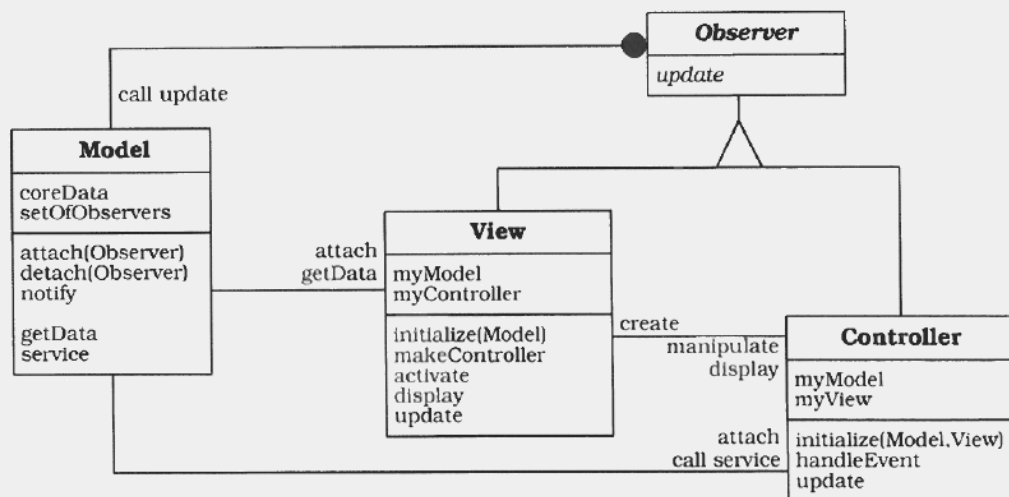 Observer
update
call update
Model
coreData
setOfObservers
attach(Observer)
detach(Observer)
notify
getData
service
attach
getData
View
myModel
myController
initialize(Model)
makeController
activate
display
update
create
manipulate
display
Controller
myModel
myView
attach
call service
initialize(Model,View)
handleEvent
update